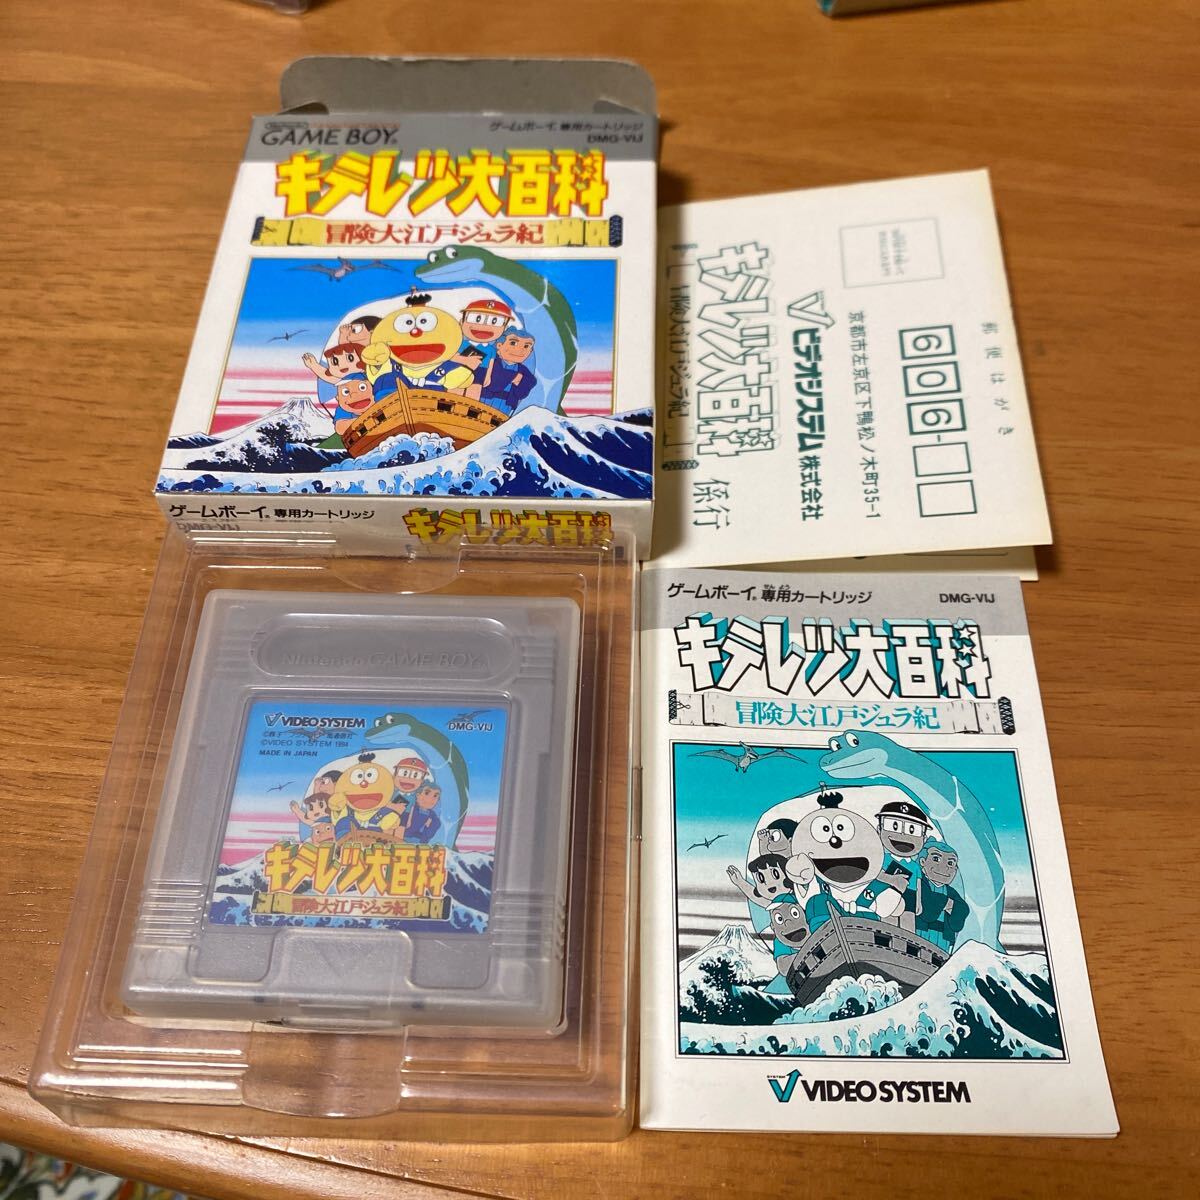 Nintendo
GAME BOY
ゲームボーイ専用カートリッジ
DMG-VIJ
キテレツ大百科
冒険大江戸ジュラ紀
ゲームボーイ専用カートリッジ
DMG-VIJ
キテレツ大百科
郵便はがき
606-
京都市左京区下鴨松ノ木町35-1
ビデオシステム株式会社
キテレツ大百科
冒険大江戸ジュラ紀
係行
Nintendo GAME BOY
VIDEO SYSTEM
DMG-VIJ
©VIDEO SYSTEM 1994
MADE IN JAPAN
キテレツ大百科
冒険大江戸ジュラ紀
ゲームボーイ専用カートリッジ
せんよう
DMG-VIJ
キテレツ大百科
冒険大江戸ジュラ紀
SYSTEM
VIDEO SYSTEM